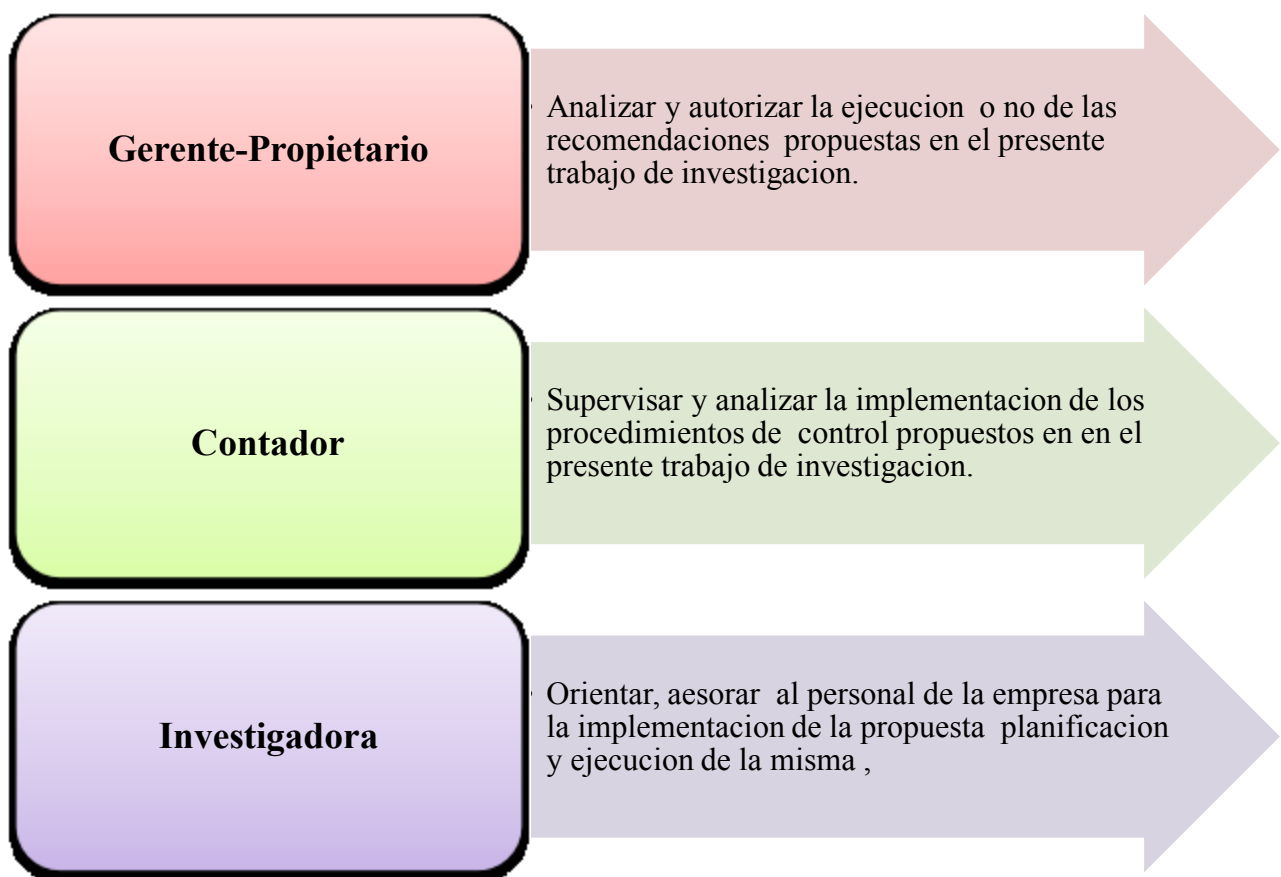 Gerente-Propietario
• Analizar y autorizar la ejecucion o no de las
recomendaciones propuestas en el presente
trabajo de investigacion.
Contador
• Supervisar y analizar la implementacion de los
procedimientos de control propuestos en en el
presente trabajo de investigacion.
Investigadora
• Orientar, aesorar al personal de la empresa para
la implementacion de la propuesta planificacion
y ejecucion de la misma ,